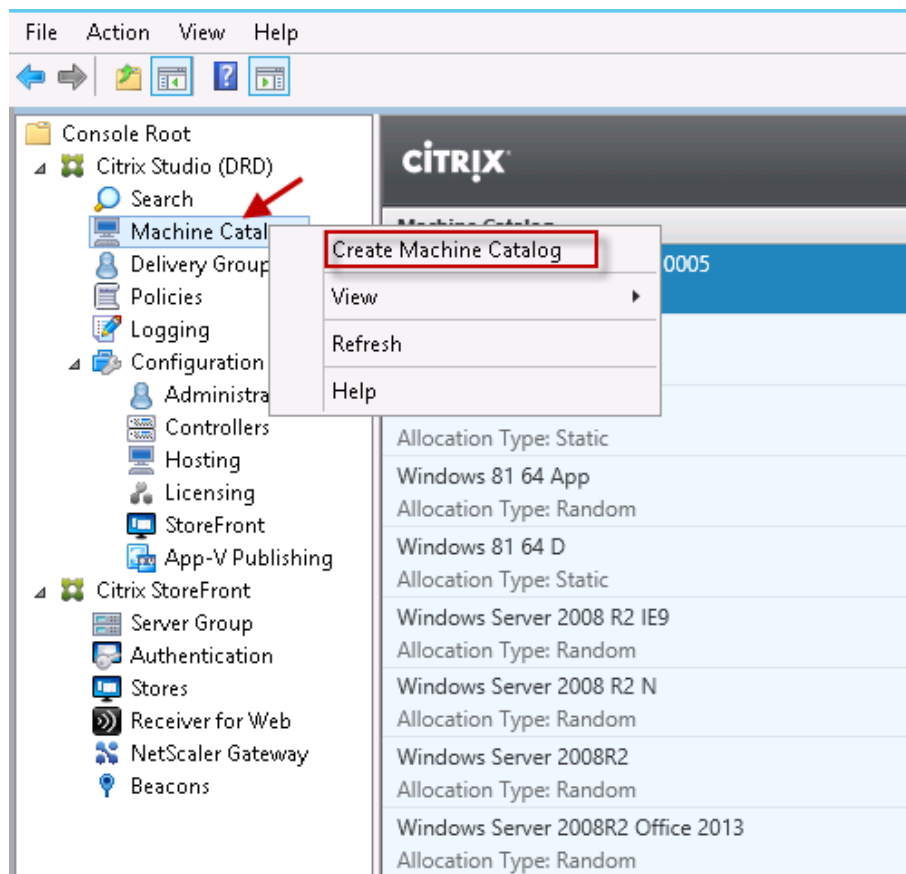 File Action View Help
Console Root
Citrix Studio (DRD)
Search
Machine Catal
Delivery Group
Policies
Logging
Configuration
Administra
Controllers
Hosting
Licensing
StoreFront
App-V Publishing
Citrix StoreFront
Server Group
Authentication
Stores
Receiver for Web
NetScaler Gateway
Beacons
CİTRIX
Machine Catalog
Create Machine Catalog
View
Refresh
Help
0005
Allocation Type: Static
Windows 81 64 App
Allocation Type: Random
Windows 81 64 D
Allocation Type: Static
Windows Server 2008 R2 IE9
Allocation Type: Random
Windows Server 2008 R2 N
Allocation Type: Random
Windows Server 2008R2
Allocation Type: Random
Windows Server 2008R2 Office 2013
Allocation Type: Random